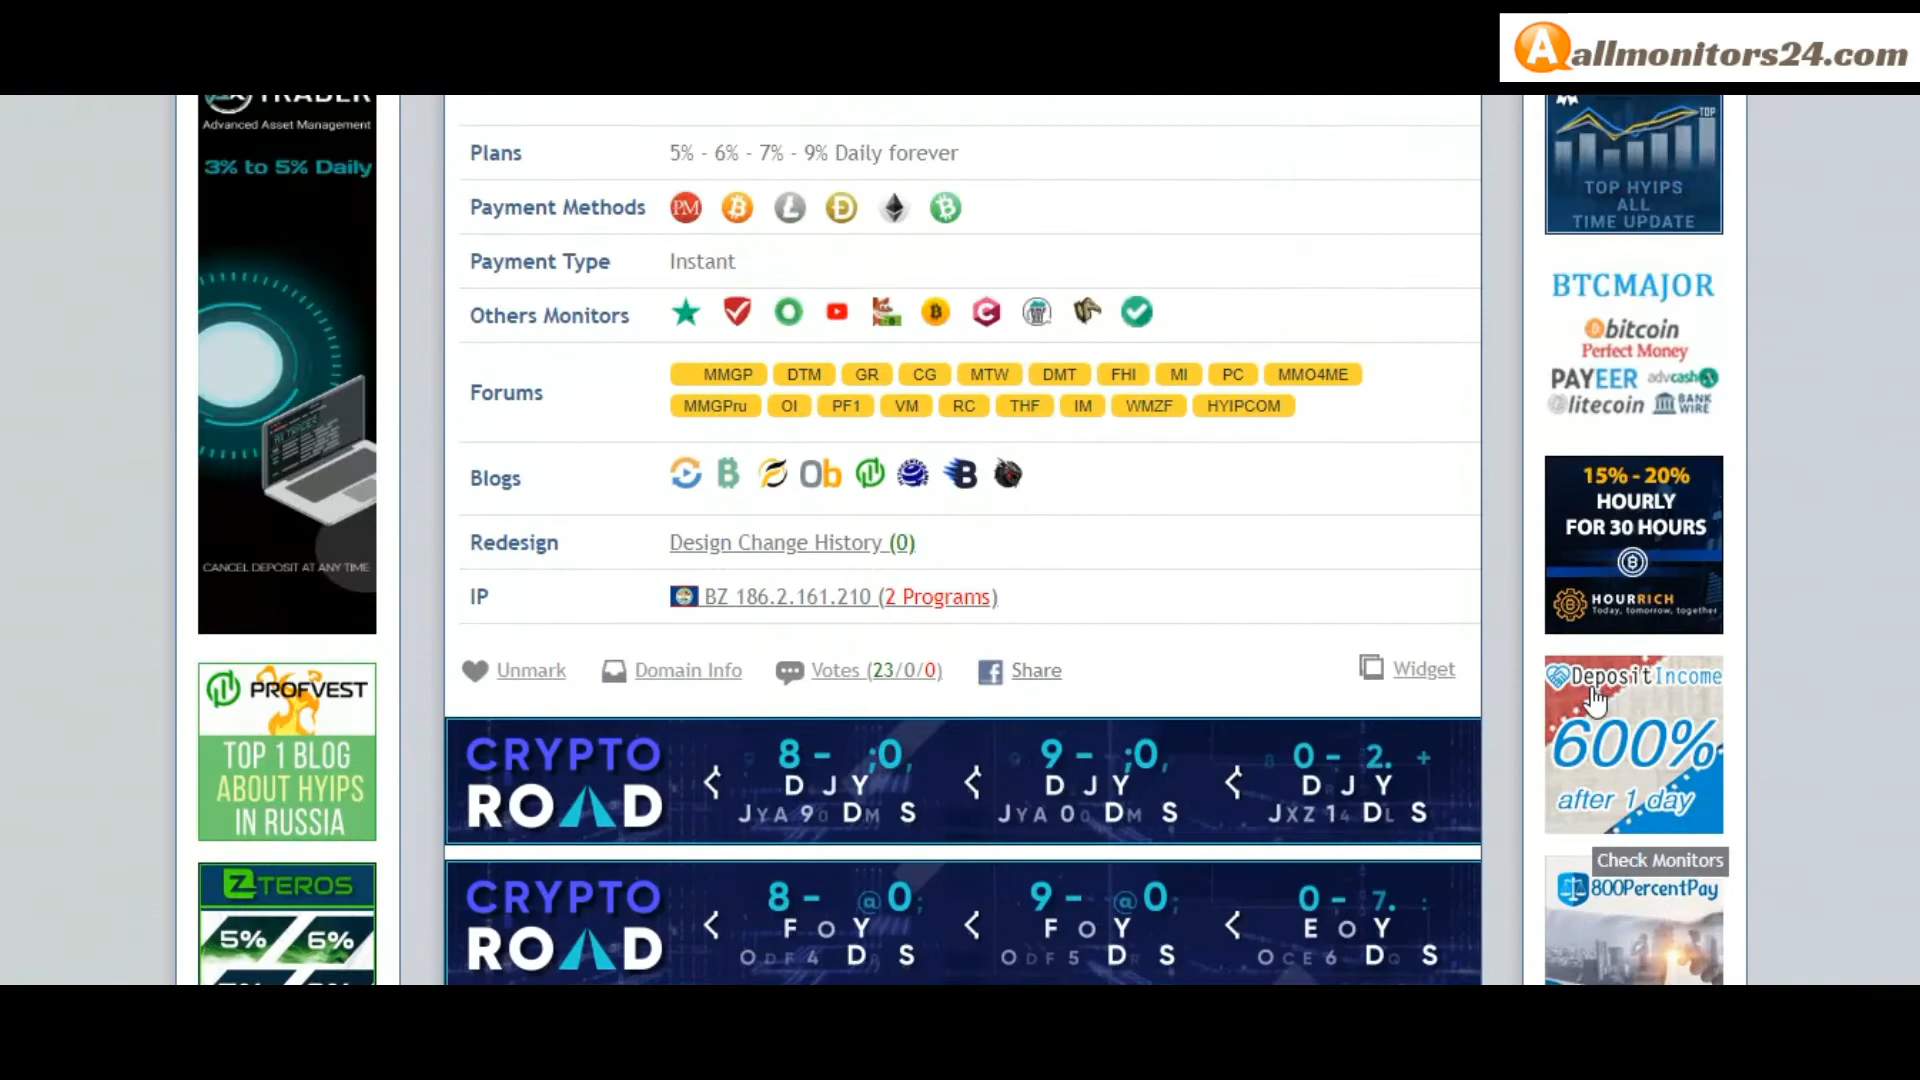 allmonitors24.com
Advanced Asset Management
3% to 5% Daily
CANCEL DEPOSIT AT ANY TIME
PROFVEST
TOP 1 BLOG
ABOUT HYIPS
IN RUSSIA
ZTEROS
5% 6%
Plans 5% - 6% - 7% - 9% Daily forever
Payment Methods
Payment Type Instant
Others Monitors
Forums
MMGP DTM GR CG MTW DMT FHI MI PC MMO4ME
MMGPru OI PF1 VM RC THF IM WMZF HYIPCOM
Blogs
Redesign Design Change History (0)
IP BZ 186.2.161.210 (2 Programs)
Unmark Domain Info Votes (23/0/0) Share Widget
CRYPTO
ROAD
CRYPTO
ROAD
TOP
TOP HYIPS
ALL
TIME UPDATE
BTCMAJOR
bitcoin
Perfect Money
PAYEER advcash
litecoin BANK WIRE
15% - 20%
HOURLY
FOR 30 HOURS
HOURRICH
Today, tomorrow, together
DepositIncome
600%
after 1 day
Check Monitors
800PercentPay